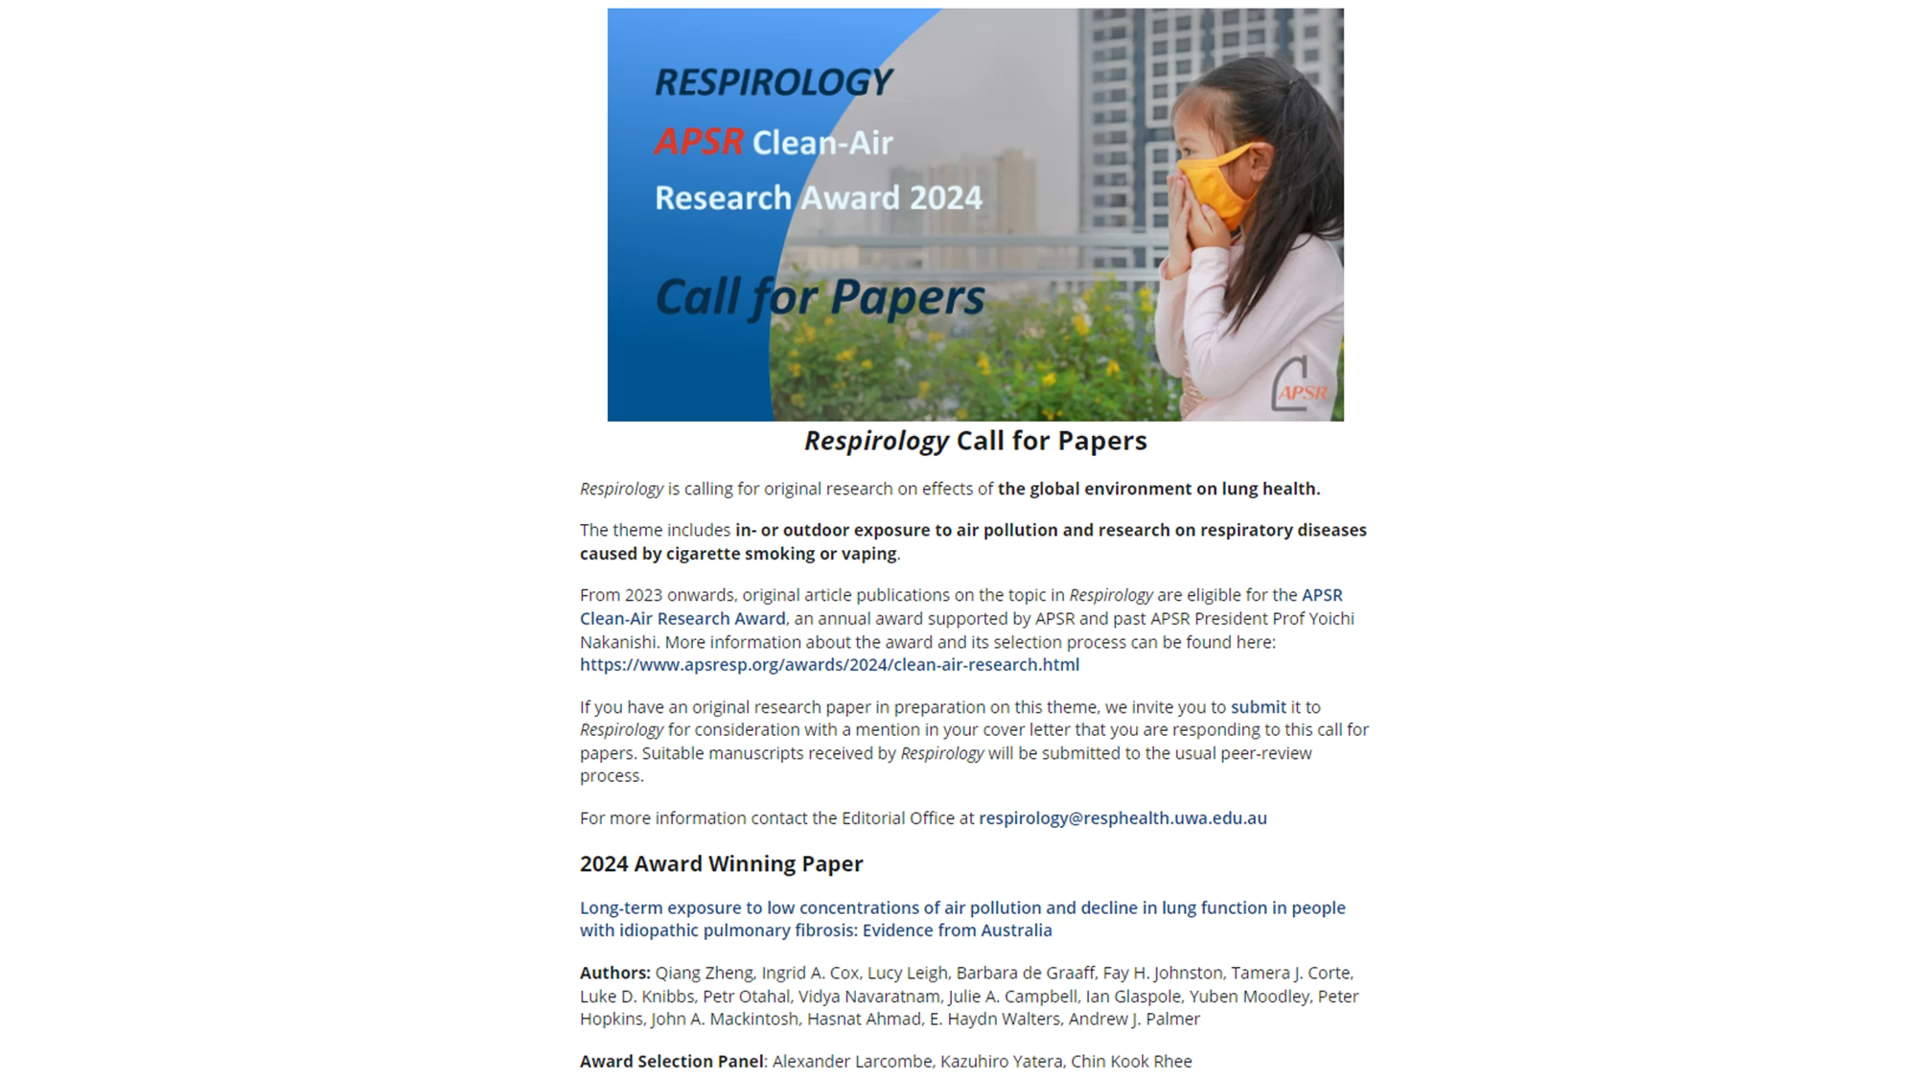 RESPIROLOGY
APSR Clean-Air
Research Award 2024
Call for Papers
APSR
Respirology Call for Papers
Respirology is calling for original research on effects of the global environment on lung health.
The theme includes in- or outdoor exposure to air pollution and research on respiratory diseases
caused by cigarette smoking or vaping.
From 2023 onwards, original article publications on the topic in Respirology are eligible for the APSR
Clean-Air Research Award, an annual award supported by APSR and past APSR President Prof Yoichi
Nakanishi. More information about the award and its selection process can be found here:
https://www.apsresp.org/awards/2024/clean-air-research.html
If you have an original research paper in preparation on this theme, we invite you to submit it to
Respirology for consideration with a mention in your cover letter that you are responding to this call for
papers. Suitable manuscripts received by Respirology will be submitted to the usual peer-review
process.
For more information contact the Editorial Office at respirology@resphealth.uwa.edu.au
2024 Award Winning Paper
Long-term exposure to low concentrations of air pollution and decline in lung function in people
with idiopathic pulmonary fibrosis: Evidence from Australia
Authors: Qiang Zheng, Ingrid A. Cox, Lucy Leigh, Barbara de Graaff, Fay H. Johnston, Tamera J. Corte,
Luke D. Knibbs, Petr Otahal, Vidya Navaratnam, Julie A. Campbell, Ian Glaspole, Yuben Moodley, Peter
Hopkins, John A. Mackintosh, Hasnat Ahmad, E. Haydn Walters, Andrew J. Palmer
Award Selection Panel: Alexander Larcombe, Kazuhiro Yatera, Chin Kook Rhee